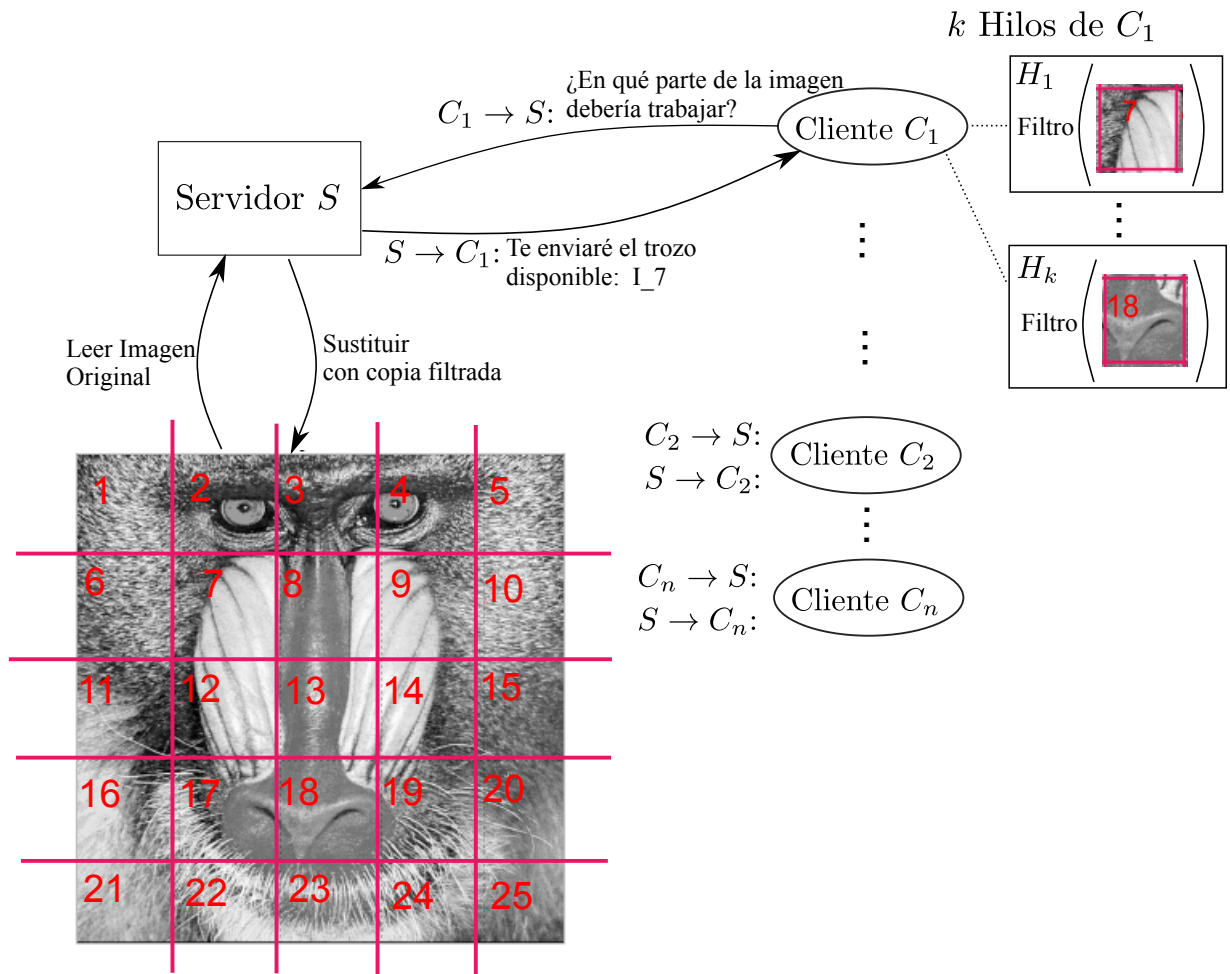 k Hilos de C₁
¿En qué parte de la imagen
debería trabajar?
C₁ → S:
Cliente C₁
H₁
Filtro
7
Servidor S
S → C₁:
Te enviaré el trozo
disponible: I_7
Hₖ
Filtro
18
Leer Imagen
Original
Sustituir
con copia filtrada
C₂ → S:
S → C₂:
Cliente C₂
Cₙ → S:
S → Cₙ:
Cliente Cₙ
1 2 3 4 5
6 7 8 9 10
11 12 13 14 15
16 17 18 19 20
21 22 23 24 25